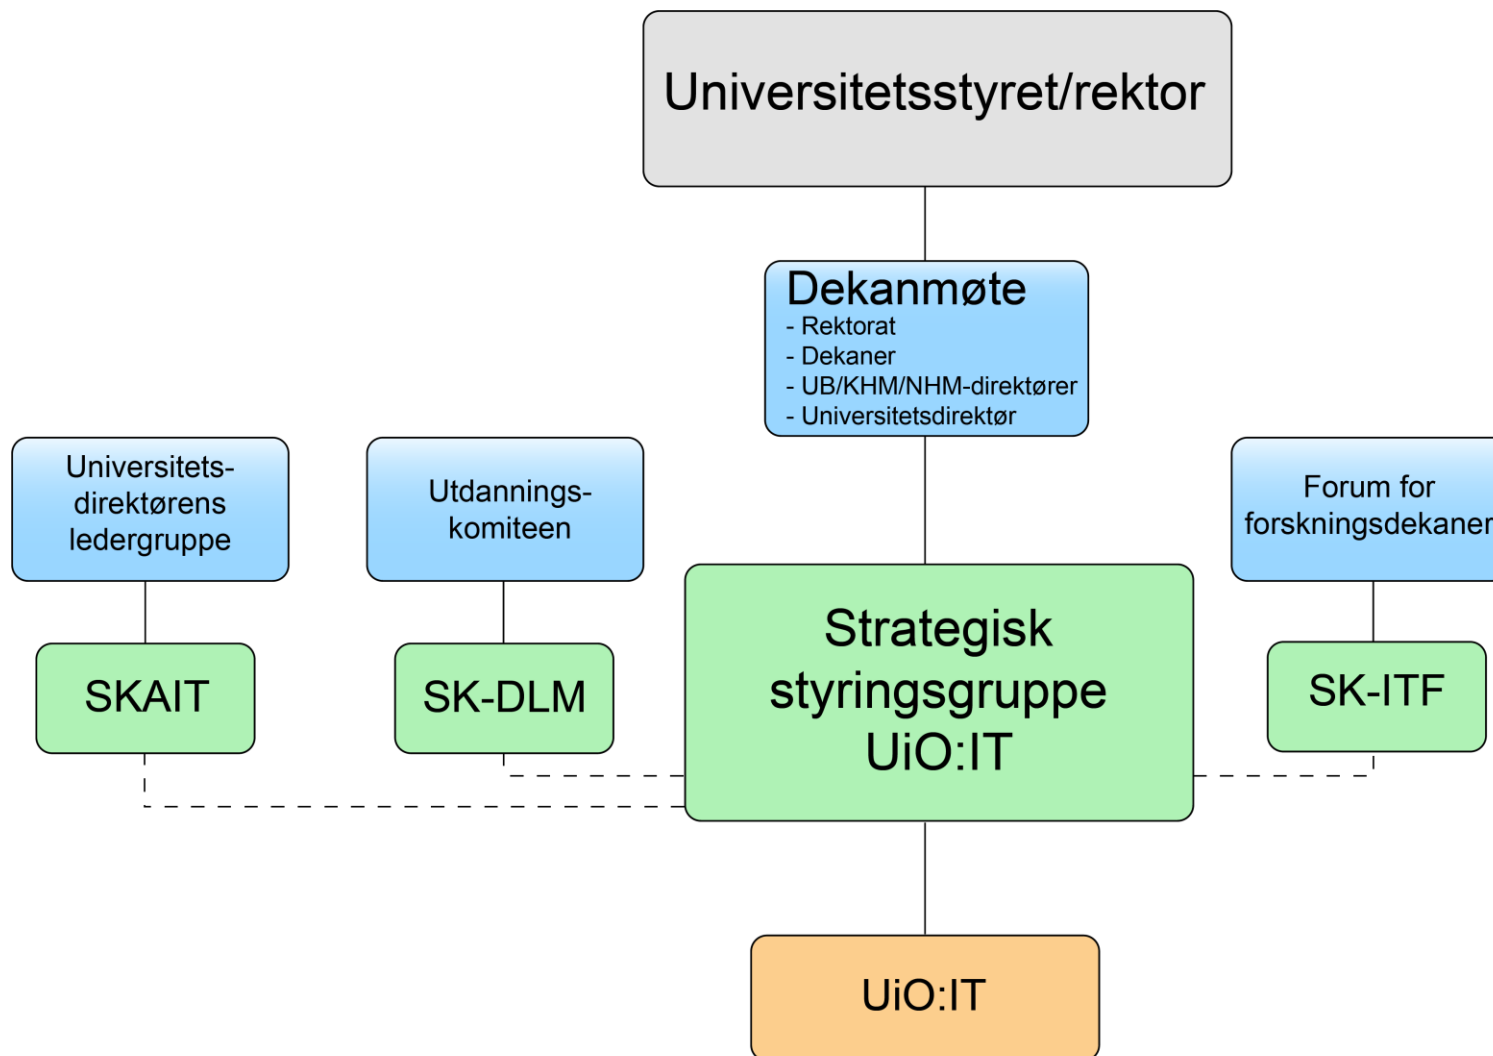 Universitetsstyret/rektor
Dekanmøte
- Rektorat
- Dekaner
- UB/KHM/NHM-direktører
- Universitetsdirektør
Universitets-
direktørens
ledergruppe
Utdannings-
komiteen
Forum for
forskningsdekaner
SKAIT
SK-DLM
Strategisk
styringsgruppe
UiO:IT
SK-ITF
UiO:IT